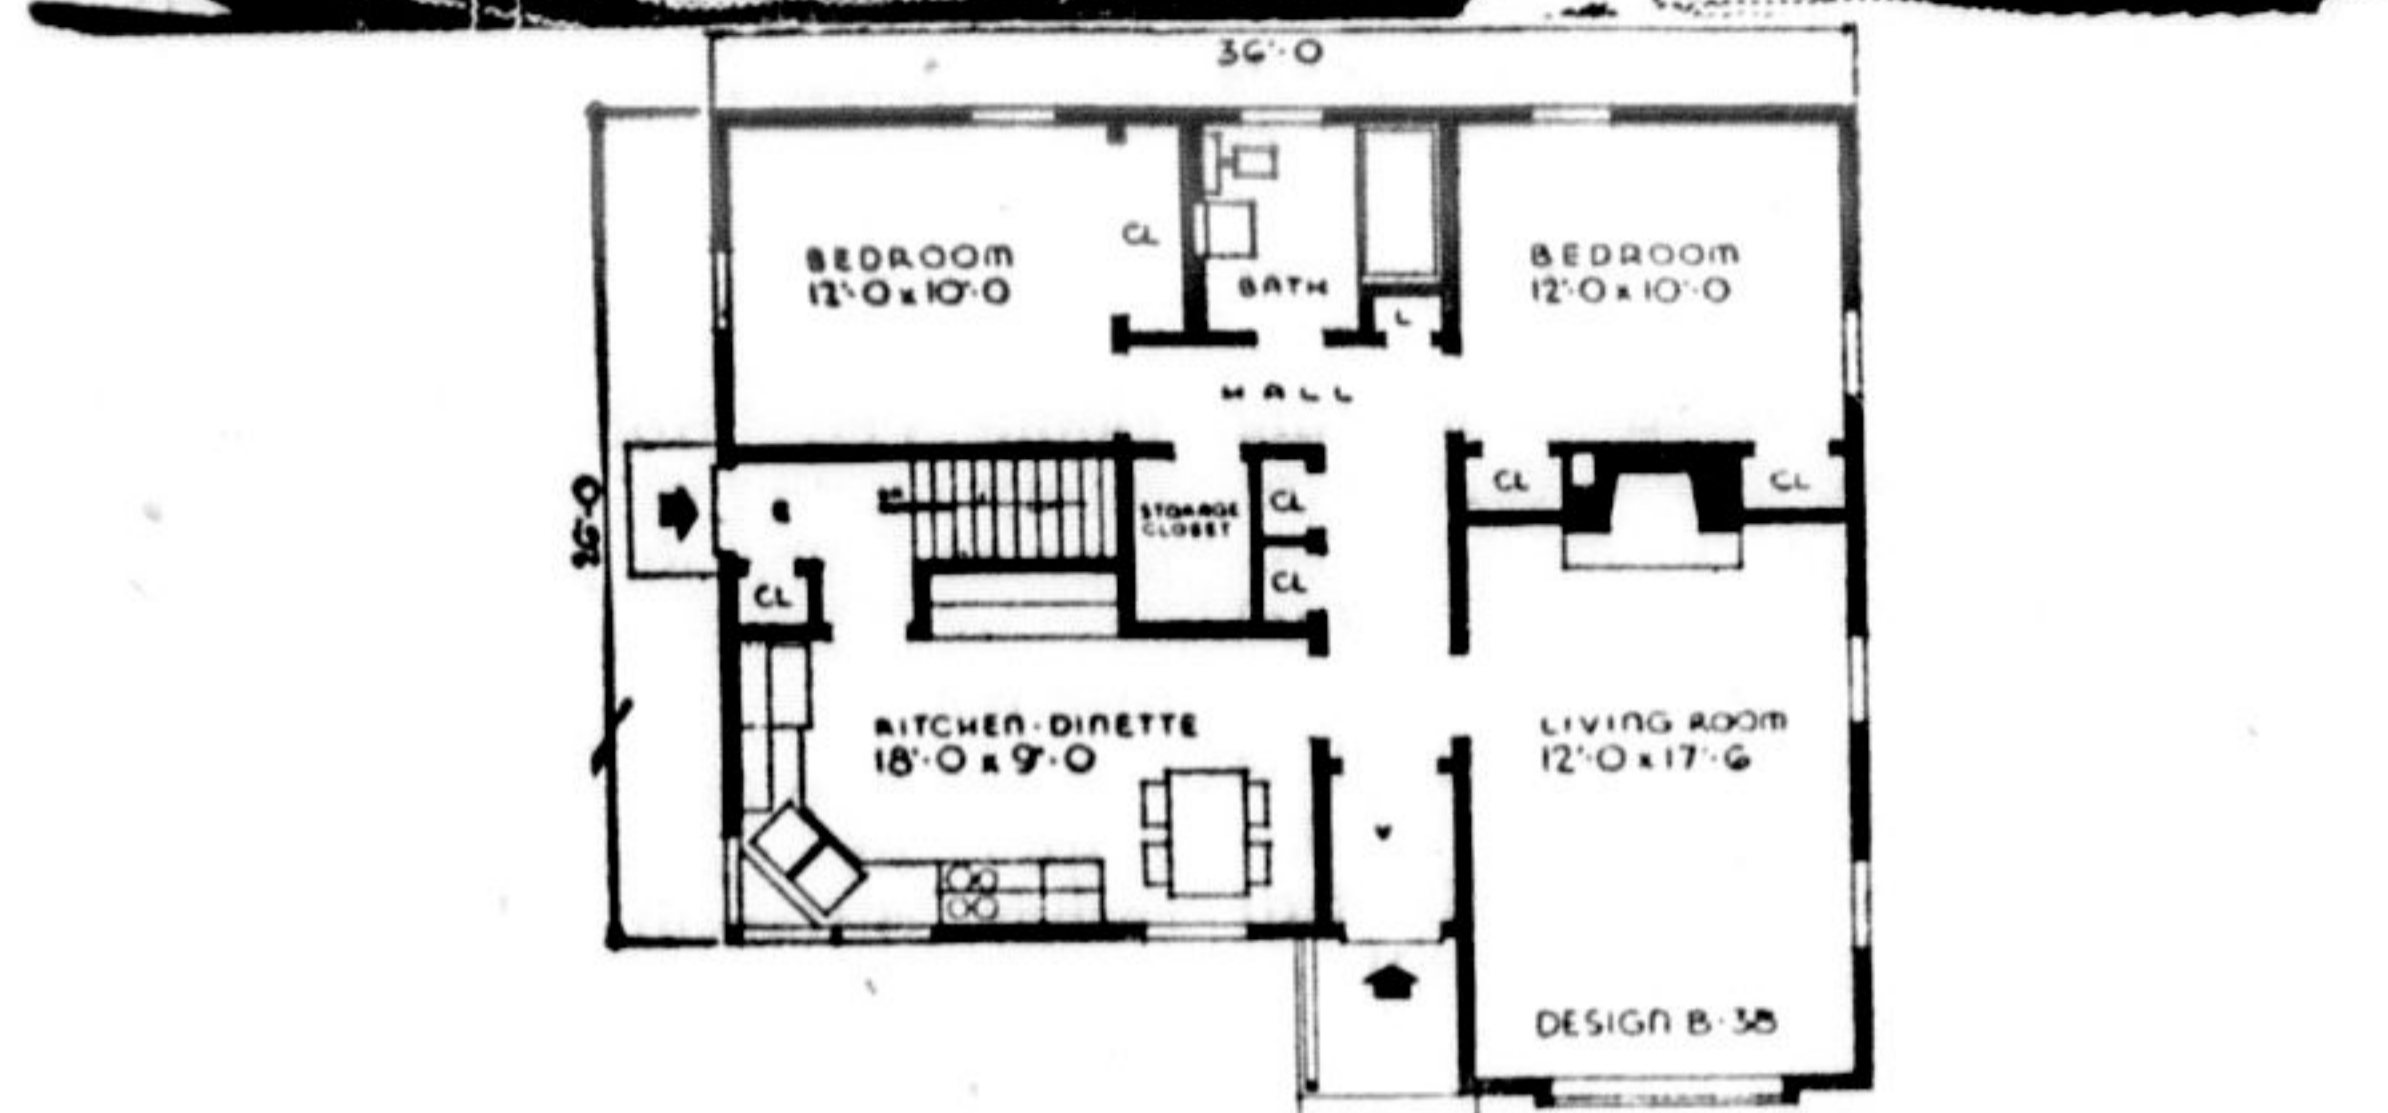 36'-0
BEDROOM
12'-0 x 10'-0
CL
BATH
L
BEDROOM
12'-0 x 10'-0
HALL
26'-0
STORAGE
CLOSET
CL
CL
CL
CL
CL
KITCHEN-DINETTE
18'-0 x 9'-0
V
LIVING ROOM
12'-0 x 17'-6
DESIGN B-38